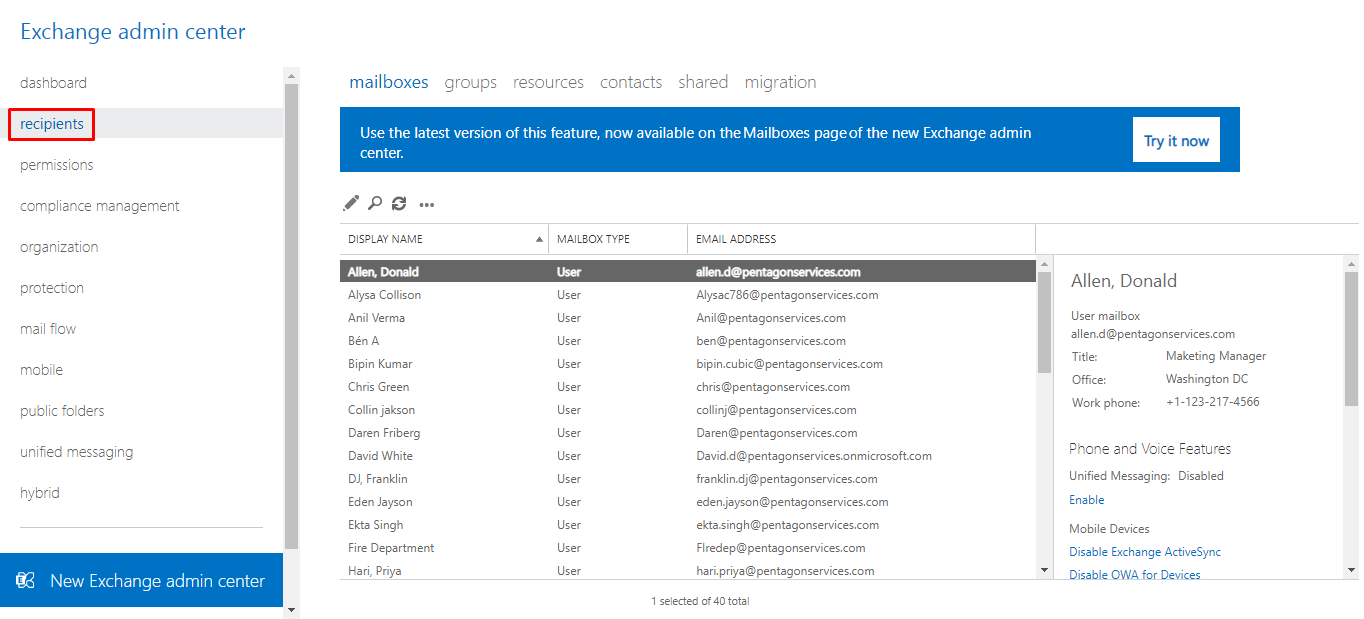 Exchange admin center
dashboard
recipients
permissions
compliance management
organization
protection
mail flow
mobile
public folders
unified messaging
hybrid
New Exchange admin center
mailboxes groups resources contacts shared migration
Use the latest version of this feature, now available on the Mailboxes page of the new Exchange admin
center.
Try it now
DISPLAY NAME MAILBOX TYPE EMAIL ADDRESS
Allen, Donald User allen.d@pentagonservices.com
Alysa Collison User Alysac786@pentagonservices.com
Anil Verma User Anil@pentagonservices.com
Bén A User ben@pentagonservices.com
Bipin Kumar User bipin.cubic@pentagonservices.com
Chris Green User chris@pentagonservices.com
Collin jakson User collinj@pentagonservices.com
Daren Friberg User Daren@pentagonservices.com
David White User David.d@pentagonservices.onmicrosoft.com
DJ, Franklin User franklin.dj@pentagonservices.com
Eden Jayson User eden.jayson@pentagonservices.com
Ekta Singh User ekta.singh@pentagonservices.com
Fire Department User FIredep@pentagonservices.com
Hari, Priya User hari.priya@pentagonservices.com
1 selected of 40 total
Allen, Donald
User mailbox
allen.d@pentagonservices.com
Title: Maketing Manager
Office: Washington DC
Work phone: +1-123-217-4566
Phone and Voice Features
Unified Messaging: Disabled
Enable
Mobile Devices
Disable Exchange ActiveSync
Disable OWA for Devices